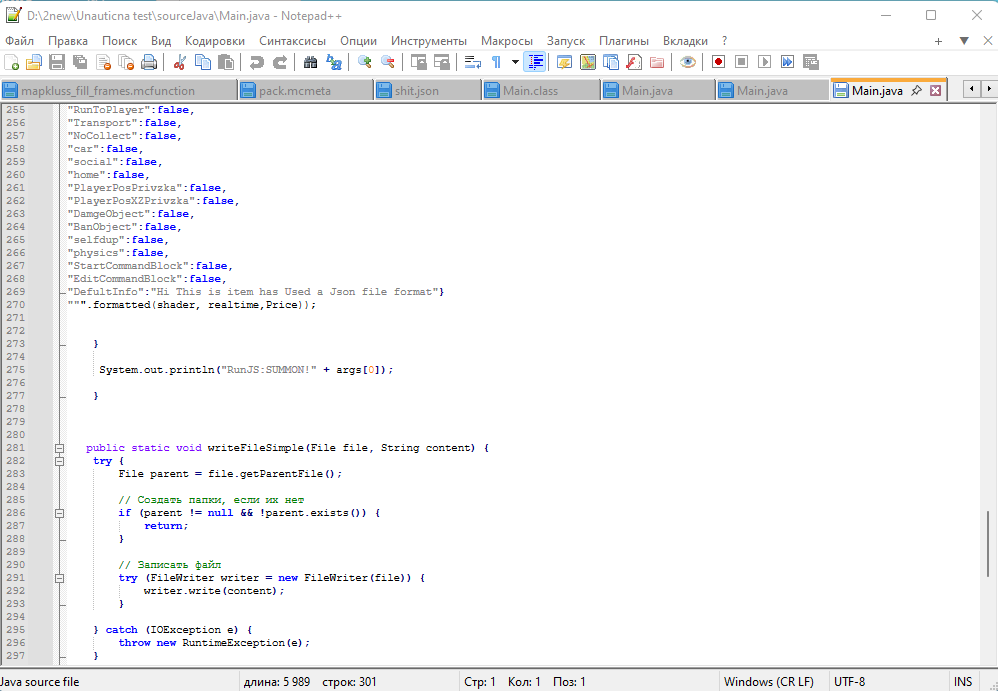 D:\2new\Unauticna test\sourceJava\Main.java - Notepad++
Файл Правка Поиск Вид Кодировки Синтаксисы Опции Инструменты Макросы Запуск Плагины Вкладки ?
mapkluss_fill_frames.mcfunction pack.mcmeta shit.json Main.class Main.java Main.java Main.java
255 "RunToPlayer":false,
256 "Transport":false,
257 "NoCollect":false,
258 "car":false,
259 "social":false,
260 "home":false,
261 "PlayerPosPrivzka":false,
262 "PlayerPosXZPrivzka":false,
263 "DamgeObject":false,
264 "BanObject":false,
265 "selfdup":false,
266 "physics":false,
267 "StartCommandBlock":false,
268 "EditCommandBlock":false,
269 "DefultInfo":"Hi This is item has Used a Json file format"}
270 """.formatted(shader, realtime,Price));
271
272
273 }
274
275 System.out.println("RunJS:SUMMON!" + args[0]);
276
277 }
278
279
280
281 public static void writeFileSimple(File file, String content) {
282 try {
283 File parent = file.getParentFile();
284
285 // Создать папки, если их нет
286 if (parent != null && !parent.exists()) {
287 return;
288 }
289
290 // Записать файл
291 try (FileWriter writer = new FileWriter(file)) {
292 writer.write(content);
293 }
294
295 } catch (IOException e) {
296 throw new RuntimeException(e);
297 }
Java source file длина: 5 989 строк: 301 Стр: 1 Кол: 1 Поз: 1 Windows (CR LF) UTF-8 INS